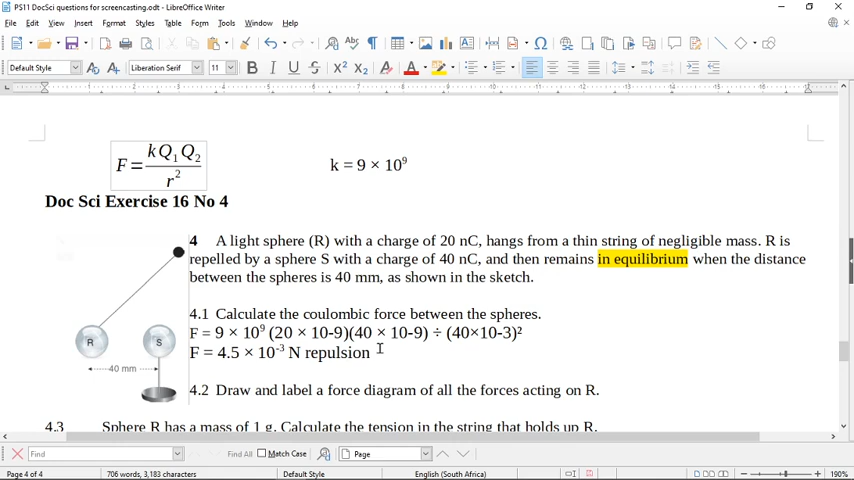 PS11 DocSci questions for screencasting.odt - LibreOffice Writer
File Edit View Insert Format Styles Table Form Tools Window Help
Default Style Liberation Serif 11
F = k Q₁ Q₂ / r²
k = 9 × 10⁹
Doc Sci Exercise 16 No 4
4 A light sphere (R) with a charge of 20 nC, hangs from a thin string of negligible mass. R is
repelled by a sphere S with a charge of 40 nC, and then remains in equilibrium when the distance
between the spheres is 40 mm, as shown in the sketch.
4.1 Calculate the coulombic force between the spheres.
F = 9 × 10⁹ (20 × 10-9)(40 × 10-9) ÷ (40×10-3)²
F = 4.5 × 10⁻³ N repulsion
R S
40 mm
4.2 Draw and label a force diagram of all the forces acting on R.
4.3 Sphere R has a mass of 1 g. Calculate the tension in the string that holds up R.
Find Find All Match Case Page
Page 4 of 4 706 words, 3,183 characters Default Style English (South Africa) 190%